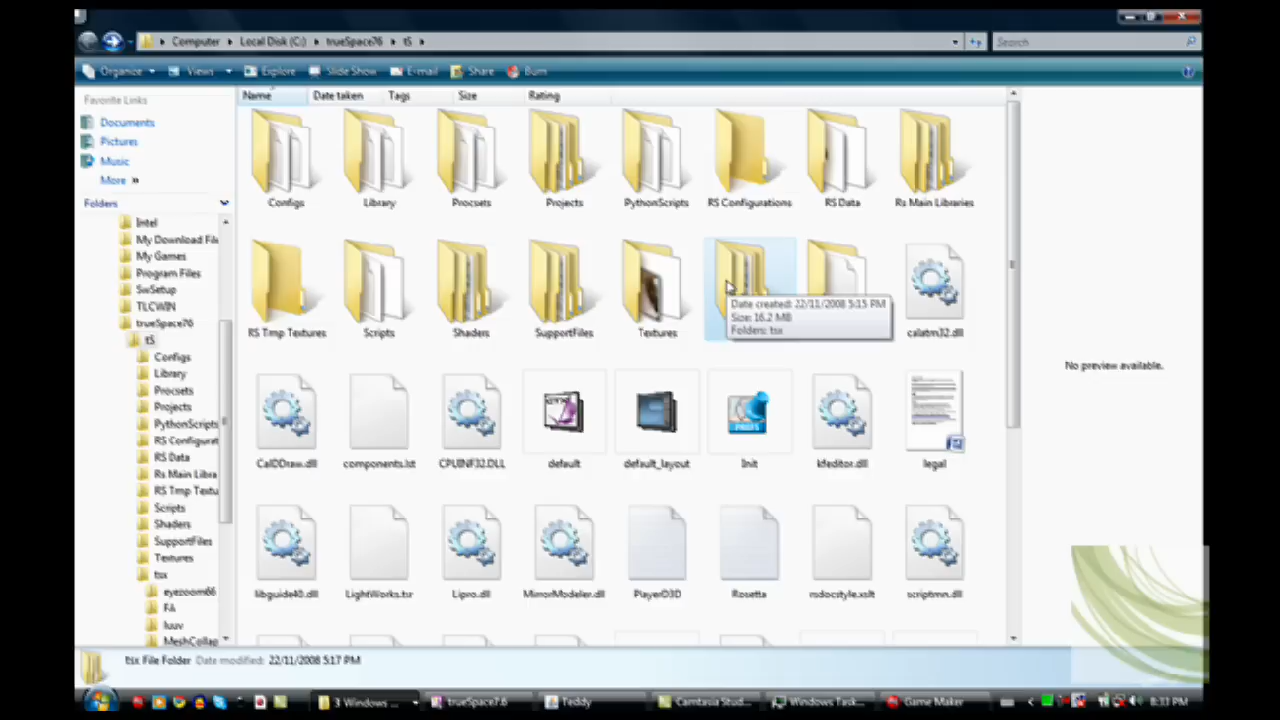 Computer ▸ Local Disk (C:) ▸ trueSpace76 ▸ tS ▸
Search
Organize Views Explore Slide Show E-mail Share Burn
Favorite Links
Documents
Pictures
Music
More »
Folders
Intel
My Download File
My Games
Program Files
SwSetup
TLCWIN
trueSpace76
tS
Configs
Library
Procsets
Projects
PythonScripts
RS Configurat
RS Data
Rs Main Libra
RS Tmp Textu
Scripts
Shaders
SupportFiles
Textures
tsx
eyezoom66
FA
luuv
MeshCollap
Name Date taken Tags Size Rating
Configs Library Procsets Projects PythonScripts RS Configurations RS Data Rs Main Libraries
RS Tmp Textures Scripts Shaders SupportFiles Textures calatrn32.dll
Date created: 22/11/2008 5:15 PM
Size: 16.2 MB
Folders: tsx
CalDDraw.dll components.lst CPUINF32.DLL default default_layout Init kfeditor.dll legal
libguide40.dll LightWorks.tsr Lipro.dll MirrorModeler.dll PlayerD3D Rosetta rsdocstyle.xslt scriptmn.dll
No preview available.
tsx File Folder Date modified: 22/11/2008 5:17 PM
3 Windows ... trueSpace7.6 Teddy Camtasia Stud... Windows Task... Game Maker 8:33 PM